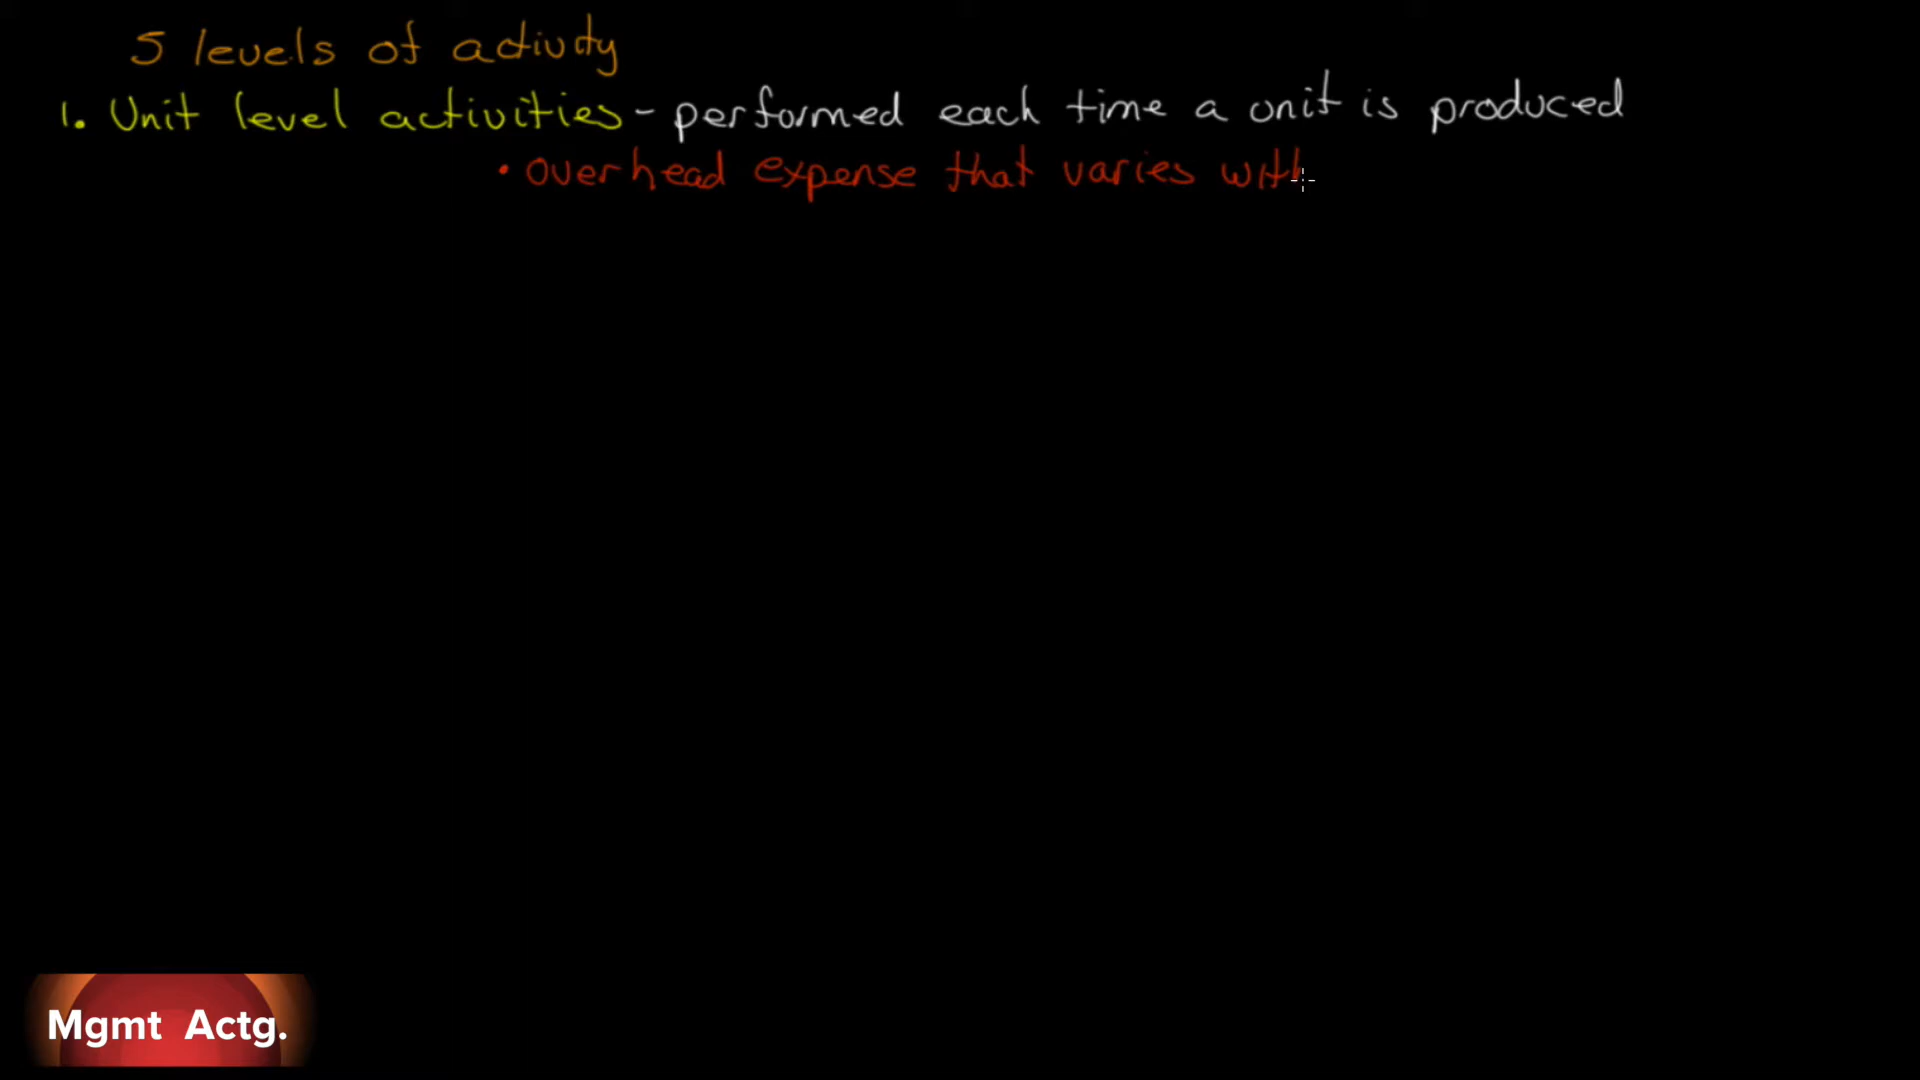 5 levels of activity
1. Unit level activities - performed each time a unit is produced
• overhead expense that varies with
Mgmt Actg.